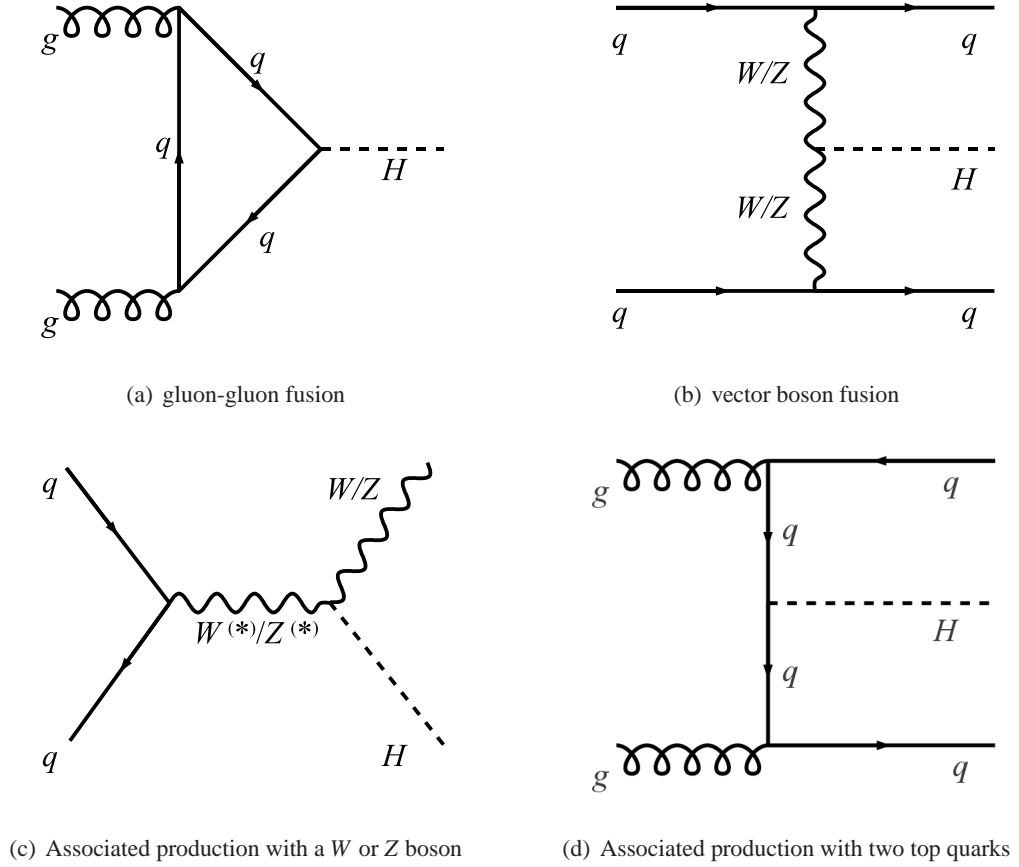 g
q
q
q
H
g
(a) gluon-gluon fusion
q
q
W/Z
H
W/Z
q
q
(b) vector boson fusion
q
W/Z
W (*)/Z (*)
q
H
(c) Associated production with a W or Z boson
g
q
q
H
q
g
q
(d) Associated production with two top quarks